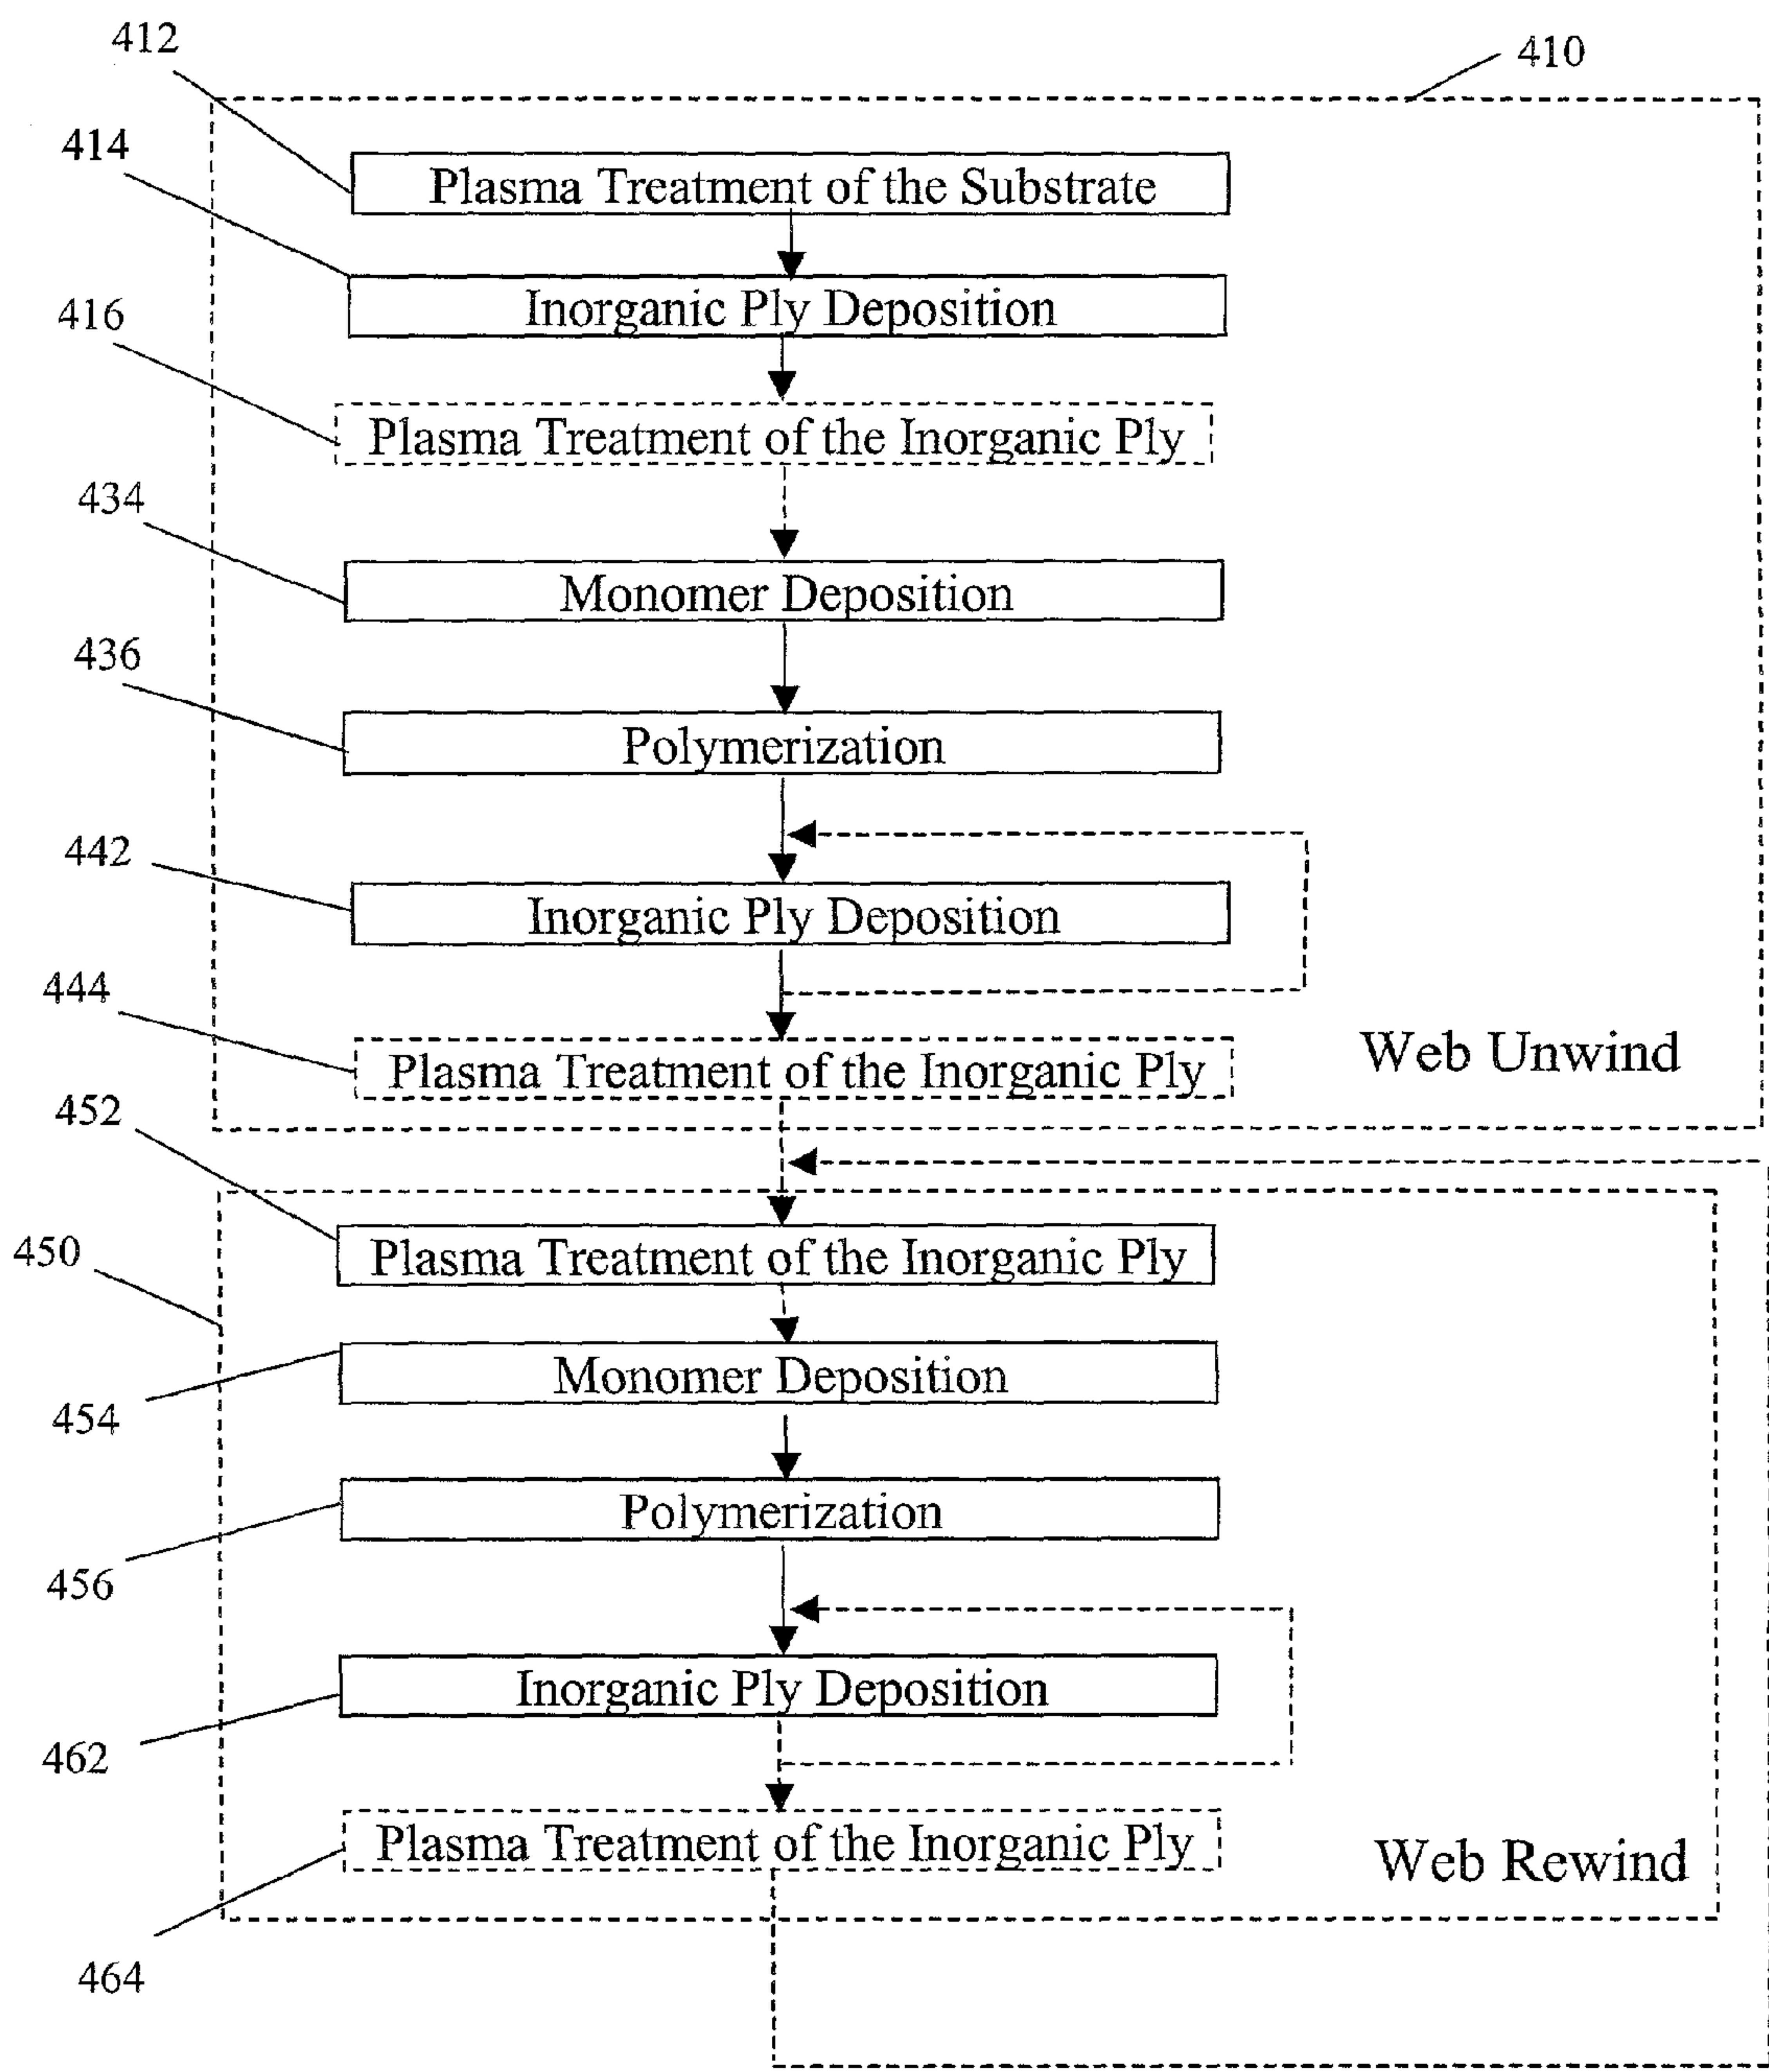 412
410
414
Plasma Treatment of the Substrate
Inorganic Ply Deposition
416
Plasma Treatment of the Inorganic Ply
434
Monomer Deposition
436
Polymerization
442
Inorganic Ply Deposition
444
Web Unwind
Plasma Treatment of the Inorganic Ply
452
450
Plasma Treatment of the Inorganic Ply
Monomer Deposition
454
Polymerization
456
Inorganic Ply Deposition
462
Plasma Treatment of the Inorganic Ply
Web Rewind
464